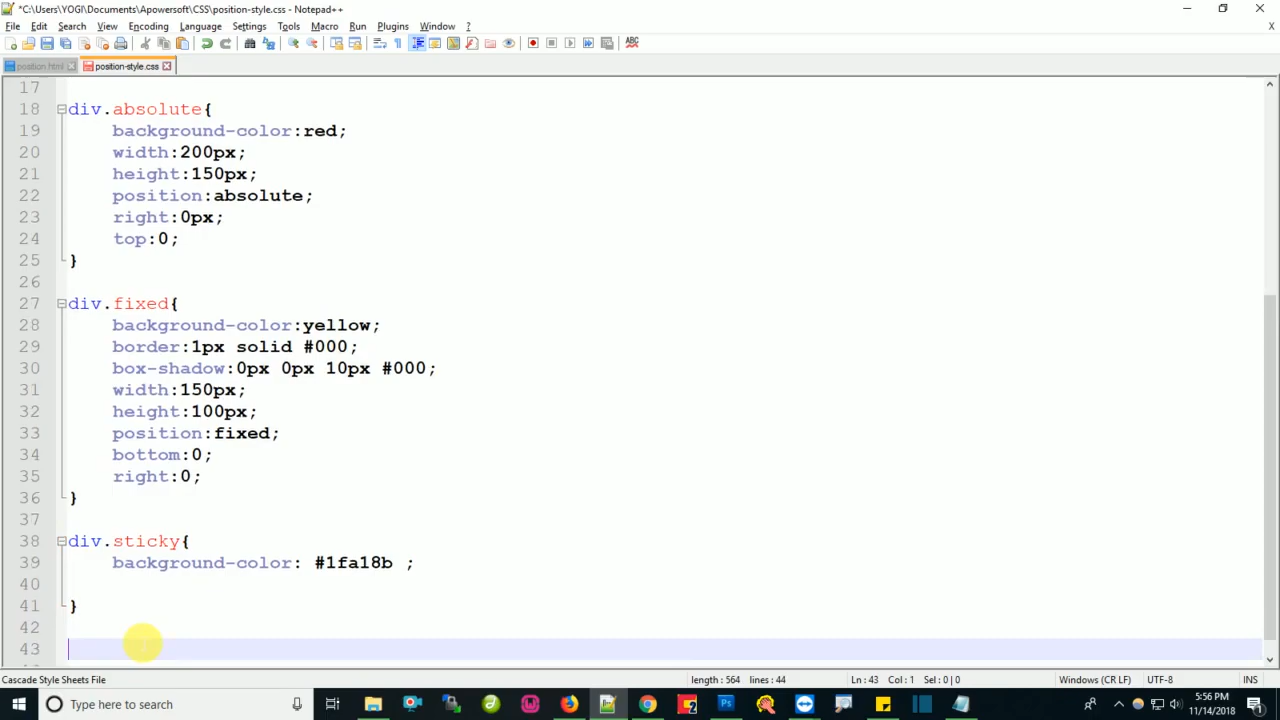 *C:\Users\YOGI\Documents\Apowersoft\CSS\position-style.css - Notepad++
File Edit Search View Encoding Language Settings Tools Macro Run Plugins Window ?
X
position.html position-style.css
17
18 div.absolute{
19 background-color:red;
20 width:200px;
21 height:150px;
22 position:absolute;
23 right:0px;
24 top:0;
25 }
26
27 div.fixed{
28 background-color:yellow;
29 border:1px solid #000;
30 box-shadow:0px 0px 10px #000;
31 width:150px;
32 height:100px;
33 position:fixed;
34 bottom:0;
35 right:0;
36 }
37
38 div.sticky{
39 background-color: #1fa18b ;
40
41 }
42
43
Cascade Style Sheets File length : 564 lines : 44 Ln : 43 Col : 1 Sel : 0 | 0 Windows (CR LF) UTF-8 INS
Type here to search
5:56 PM
11/14/2018